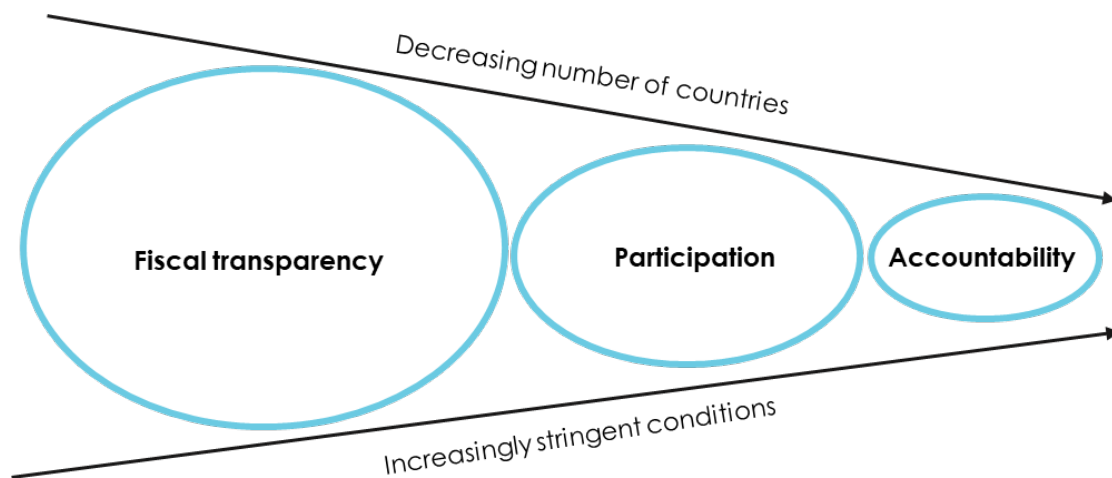 Decreasing number of countries
Fiscal transparency
Participation
Accountability
Increasingly stringent conditions